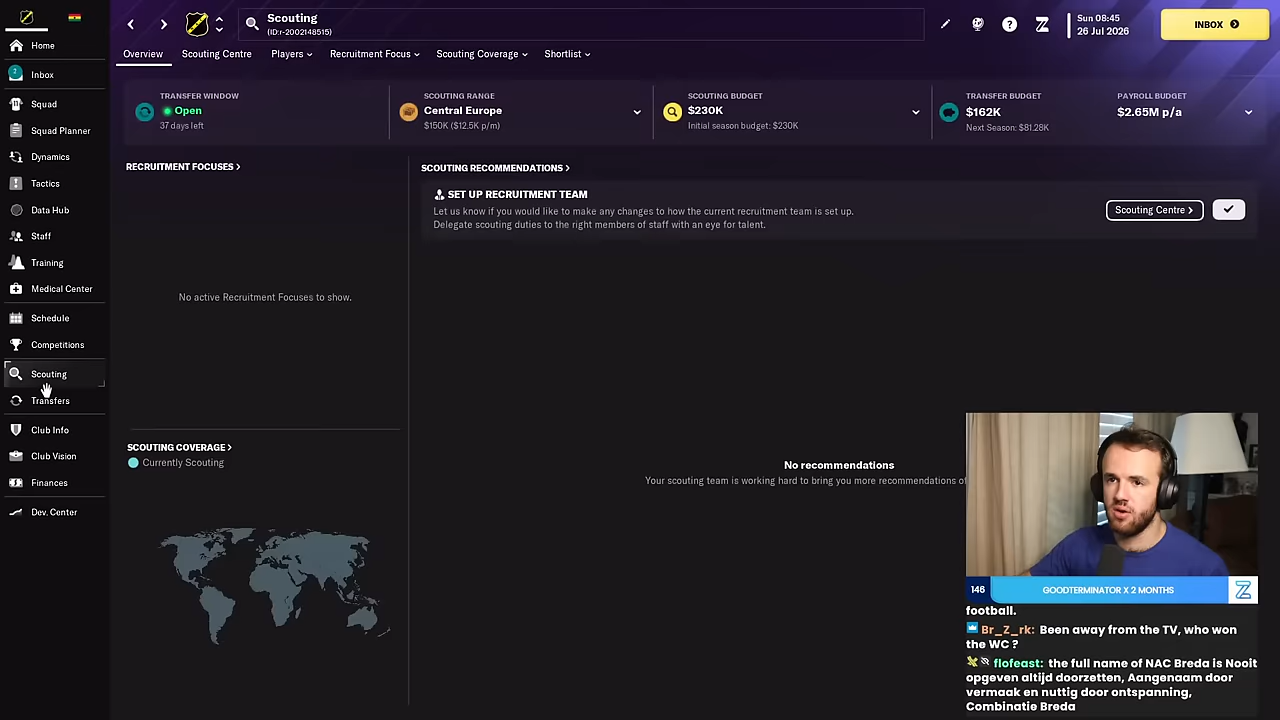 Scouting
(ID:r-2002148515)
Sun 08:45
26 Jul 2026
INBOX
Home
Inbox
2
Squad
Squad Planner
Dynamics
Tactics
Data Hub
Staff
Training
Medical Center
Schedule
Competitions
Scouting
Transfers
Club Info
Club Vision
Finances
Dev. Center
Overview
Scouting Centre
Players
Recruitment Focus
Scouting Coverage
Shortlist
TRANSFER WINDOW
Open
37 days left
SCOUTING RANGE
Central Europe
$150K ($12.5K p/m)
SCOUTING BUDGET
$230K
Initial season budget: $230K
TRANSFER BUDGET
$162K
Next Season: $81.28K
PAYROLL BUDGET
$2.65M p/a
RECRUITMENT FOCUSES >
No active Recruitment Focuses to show.
SCOUTING COVERAGE >
Currently Scouting
SCOUTING RECOMMENDATIONS >
SET UP RECRUITMENT TEAM
Let us know if you would like to make any changes to how the current recruitment team is set up.
Delegate scouting duties to the right members of staff with an eye for talent.
Scouting Centre >
No recommendations
Your scouting team is working hard to bring you more recommendations of
146
GOODTERMINATOR X 2 MONTHS
football.
Br_Z_rk: Been away from the TV, who won
the WC ?
flofeast: the full name of NAC Breda is Nooit
opgeven altijd doorzetten, Aangenaam door
vermaak en nuttig door ontspanning,
Combinatie Breda